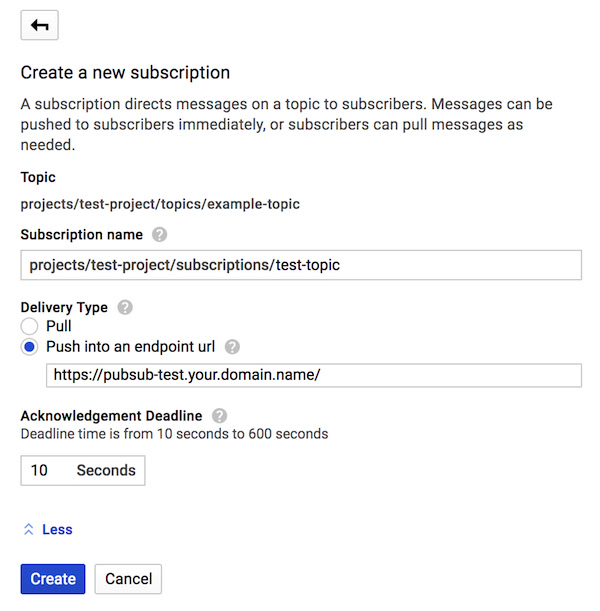 Create a new subscription
A subscription directs messages on a topic to subscribers. Messages can be
pushed to subscribers immediately, or subscribers can pull messages as
needed.
Topic
projects/test-project/topics/example-topic
Subscription name ?
projects/test-project/subscriptions/test-topic
Delivery Type ?
Pull
Push into an endpoint url ?
https://pubsub-test.your.domain.name/
Acknowledgement Deadline ?
Deadline time is from 10 seconds to 600 seconds
10 Seconds
Less
Create Cancel